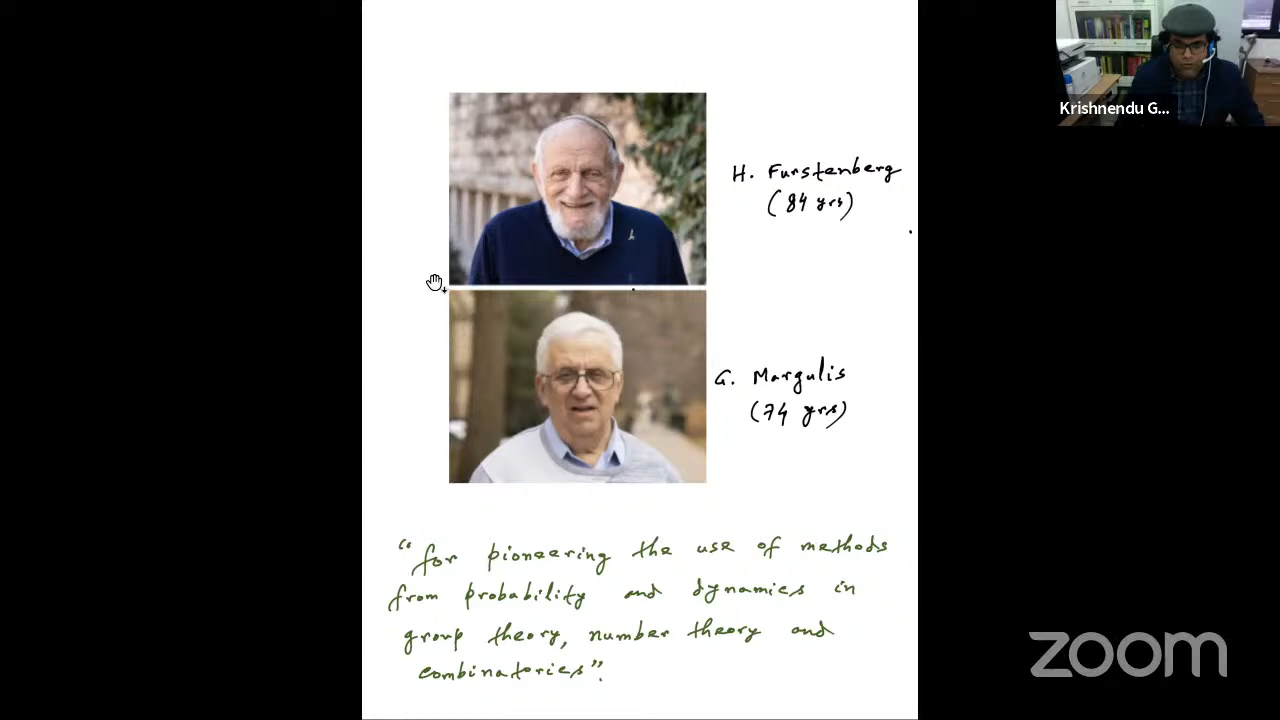 Krishnendu G...
H. Furstenberg
(84 yrs)
G. Margulis
(74 yrs)
"for pioneering the use of methods
from probability and dynamics in
group theory, number theory and
combinatorics".
zoom